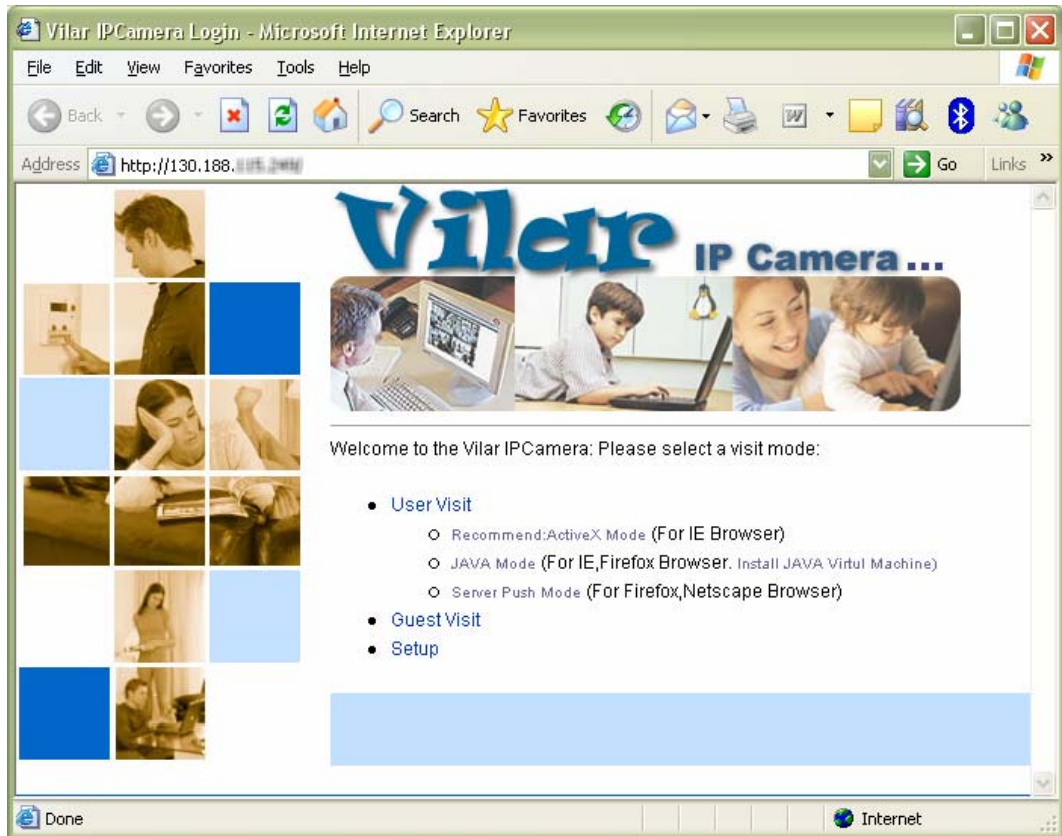 Vilar IPCamera Login - Microsoft Internet Explorer
File Edit View Favorites Tools Help
Back Search Favorites
Address http://130.188. Go Links »
Vilar IP Camera...
Welcome to the Vilar IPCamera: Please select a visit mode:
User Visit
Recommend:ActiveX Mode (For IE Browser)
JAVA Mode (For IE,Firefox Browser. Install JAVA Virtul Machine)
Server Push Mode (For Firefox,Netscape Browser)
Guest Visit
Setup
Done Internet